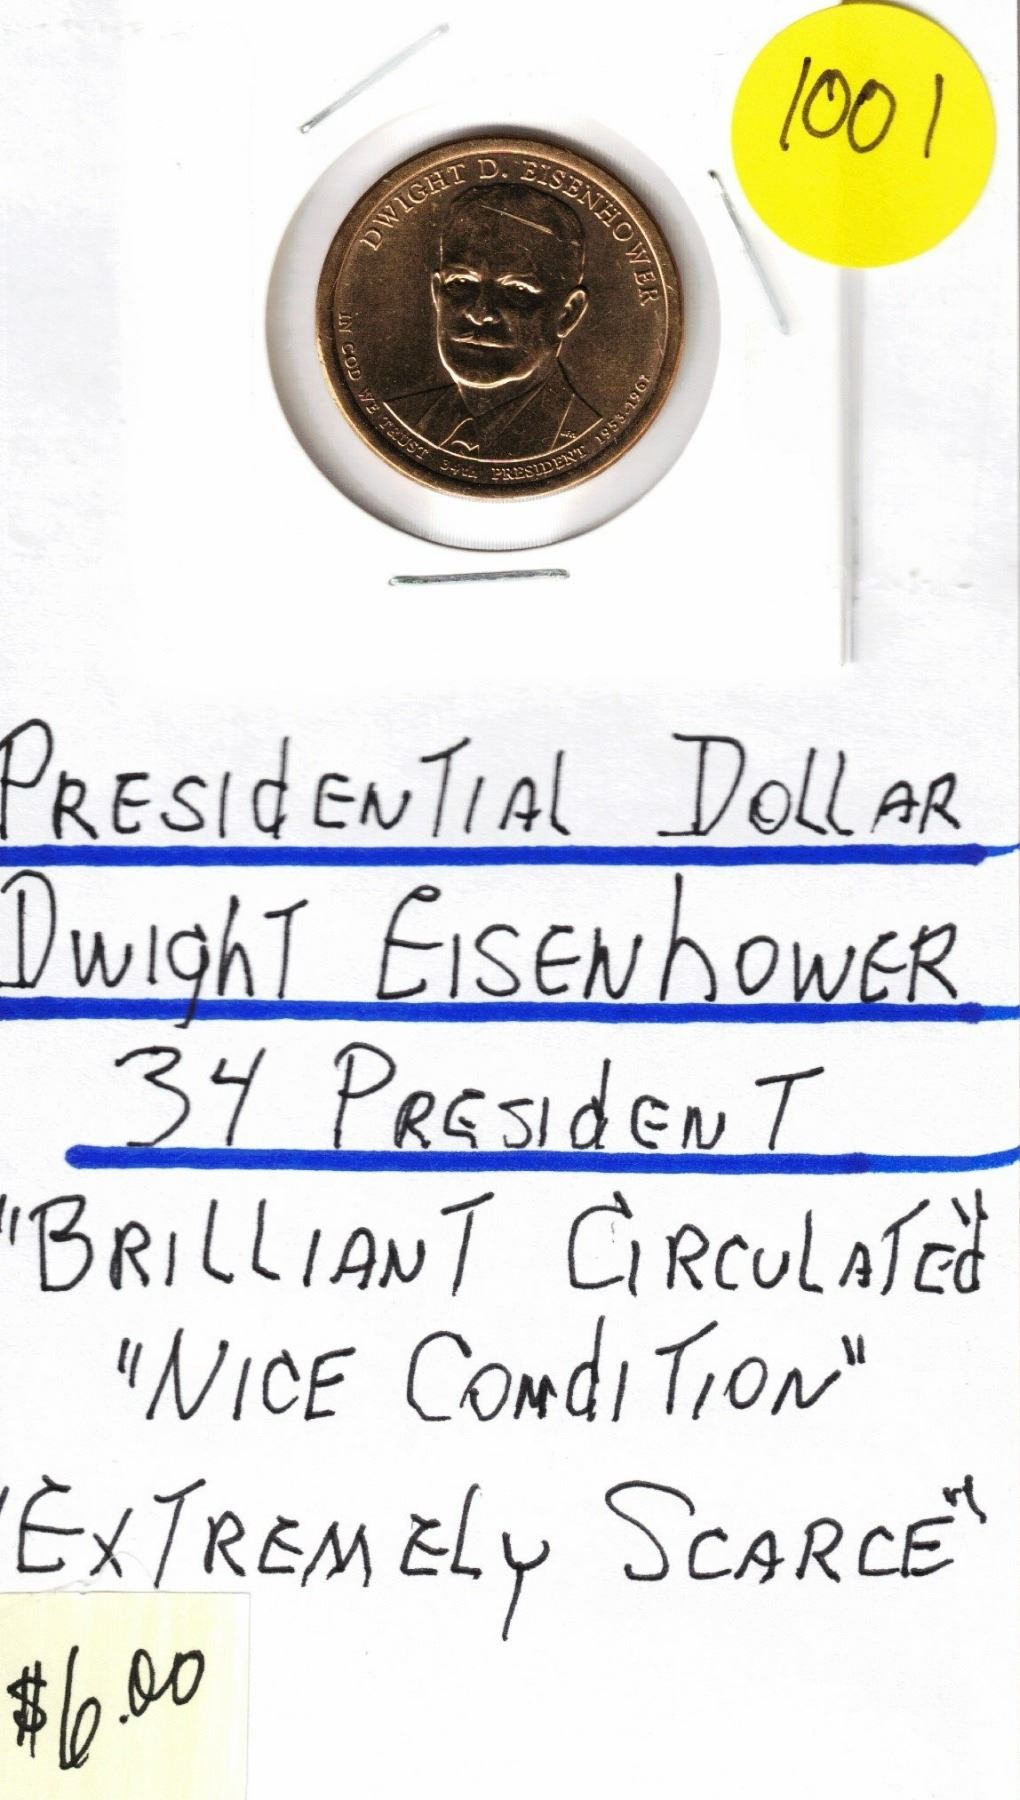 1001
DWIGHT D. EISENHOWER
IN GOD WE TRUST 34th PRESIDENT 1953-1961
PRESIdENTIAL DOLLAR
DWIGhT EISENhOWER
34 PRESIdENT
"BRILLIANT CIRCULATEd"
"NICE CONdITION"
"EXTREMELY SCARCE"
$6.00